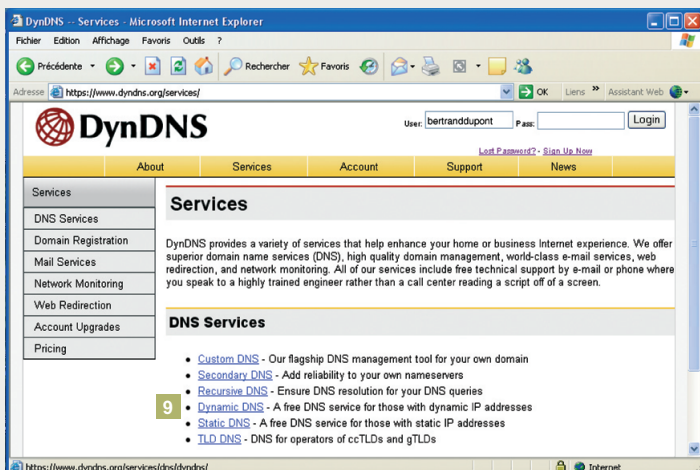 DynDNS -- Services - Microsoft Internet Explorer
Fichier Edition Affichage Favoris Outils ?
Précédente Rechercher Favoris
Adresse https://www.dyndns.org/services/ OK Liens » Assistant Web
DynDNS User: bertranddupont Pass: Login
Lost Password? - Sign Up Now
About Services Account Support News
Services
DNS Services
Domain Registration
Mail Services
Network Monitoring
Web Redirection
Account Upgrades
Pricing
Services
DynDNS provides a variety of services that help enhance your home or business Internet experience. We offer
superior domain name services (DNS), high quality domain management, world-class e-mail services, web
redirection, and network monitoring. All of our services include free technical support by e-mail or phone where
you speak to a highly trained engineer rather than a call center reading a script off of a screen.
DNS Services
• Custom DNS - Our flagship DNS management tool for your own domain
• Secondary DNS - Add reliability to your own nameservers
• Recursive DNS - Ensure DNS resolution for your DNS queries
9 • Dynamic DNS - A free DNS service for those with dynamic IP addresses
• Static DNS - A free DNS service for those with static IP addresses
• TLD DNS - DNS for operators of ccTLDs and gTLDs
https://www.dyndns.org/services/dns/dyndns/ Internet